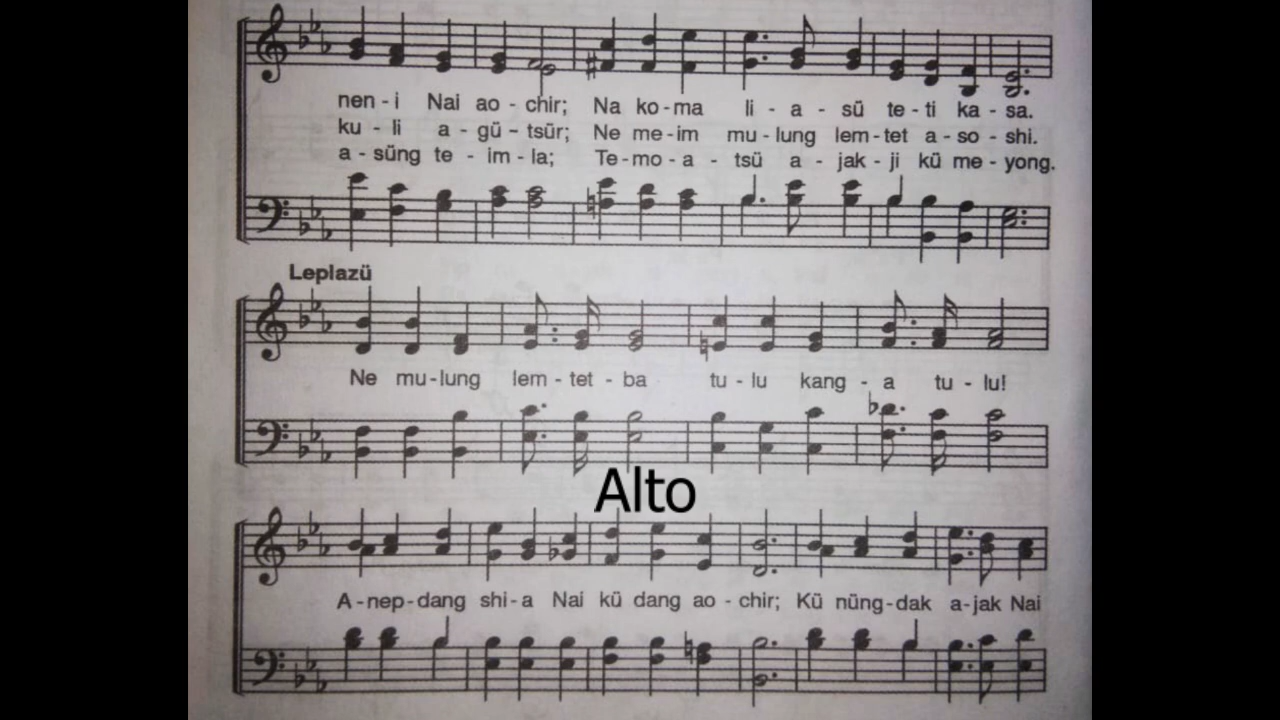 nen - i Nai ao - chir; Na ko - ma li - a - sü te - ti ka - sa.
ku - li a - gü - tsür; Ne me - im mu - lung lem - tet a - so - shi.
a - süng te - im - la; Te - mo - a - tsü a - jak - ji kü me - yong.
Leplazü
Ne mu - lung lem - tet - ba tu - lu kang - a tu - lu!
Alto
A - nep - dang shi - a Nai kü dang ao - chir; Kü nüng - dak a - jak Nai